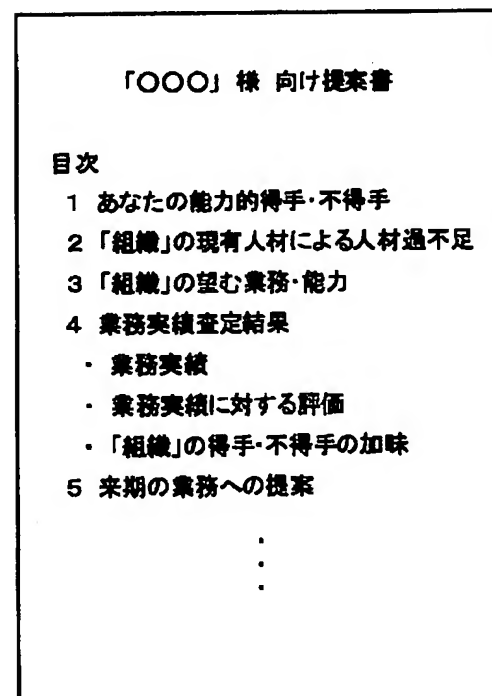 「〇〇〇」様 向け提案書
目次
1 あなたの能力的得手・不得手
2 「組織」の現有人材による人材過不足
3 「組織」の望む業務・能力
4 業務実績査定結果
・ 業務実績
・ 業務実績に対する評価
・ 「組織」の得手・不得手の加味
5 来期の業務への提案
・
・
・